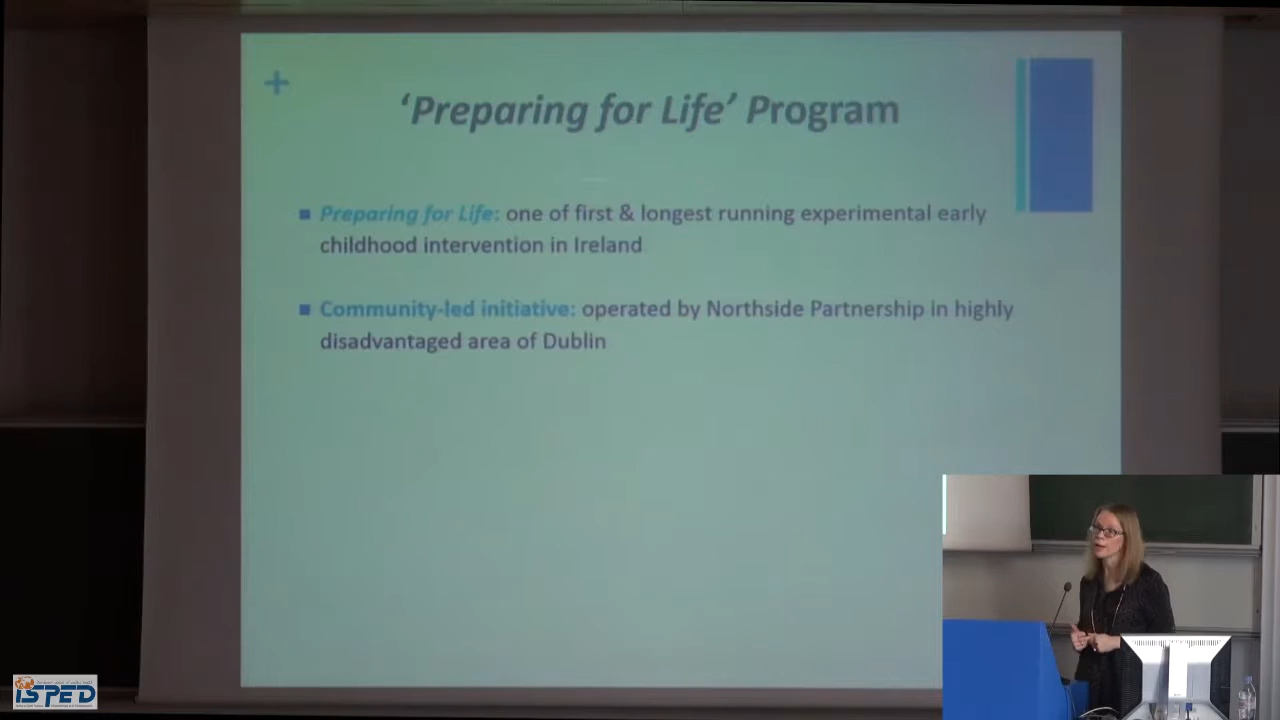 +
‘Preparing for Life’ Program
■ Preparing for Life: one of first & longest running experimental early
childhood intervention in Ireland
■ Community-led initiative: operated by Northside Partnership in highly
disadvantaged area of Dublin
ISPED